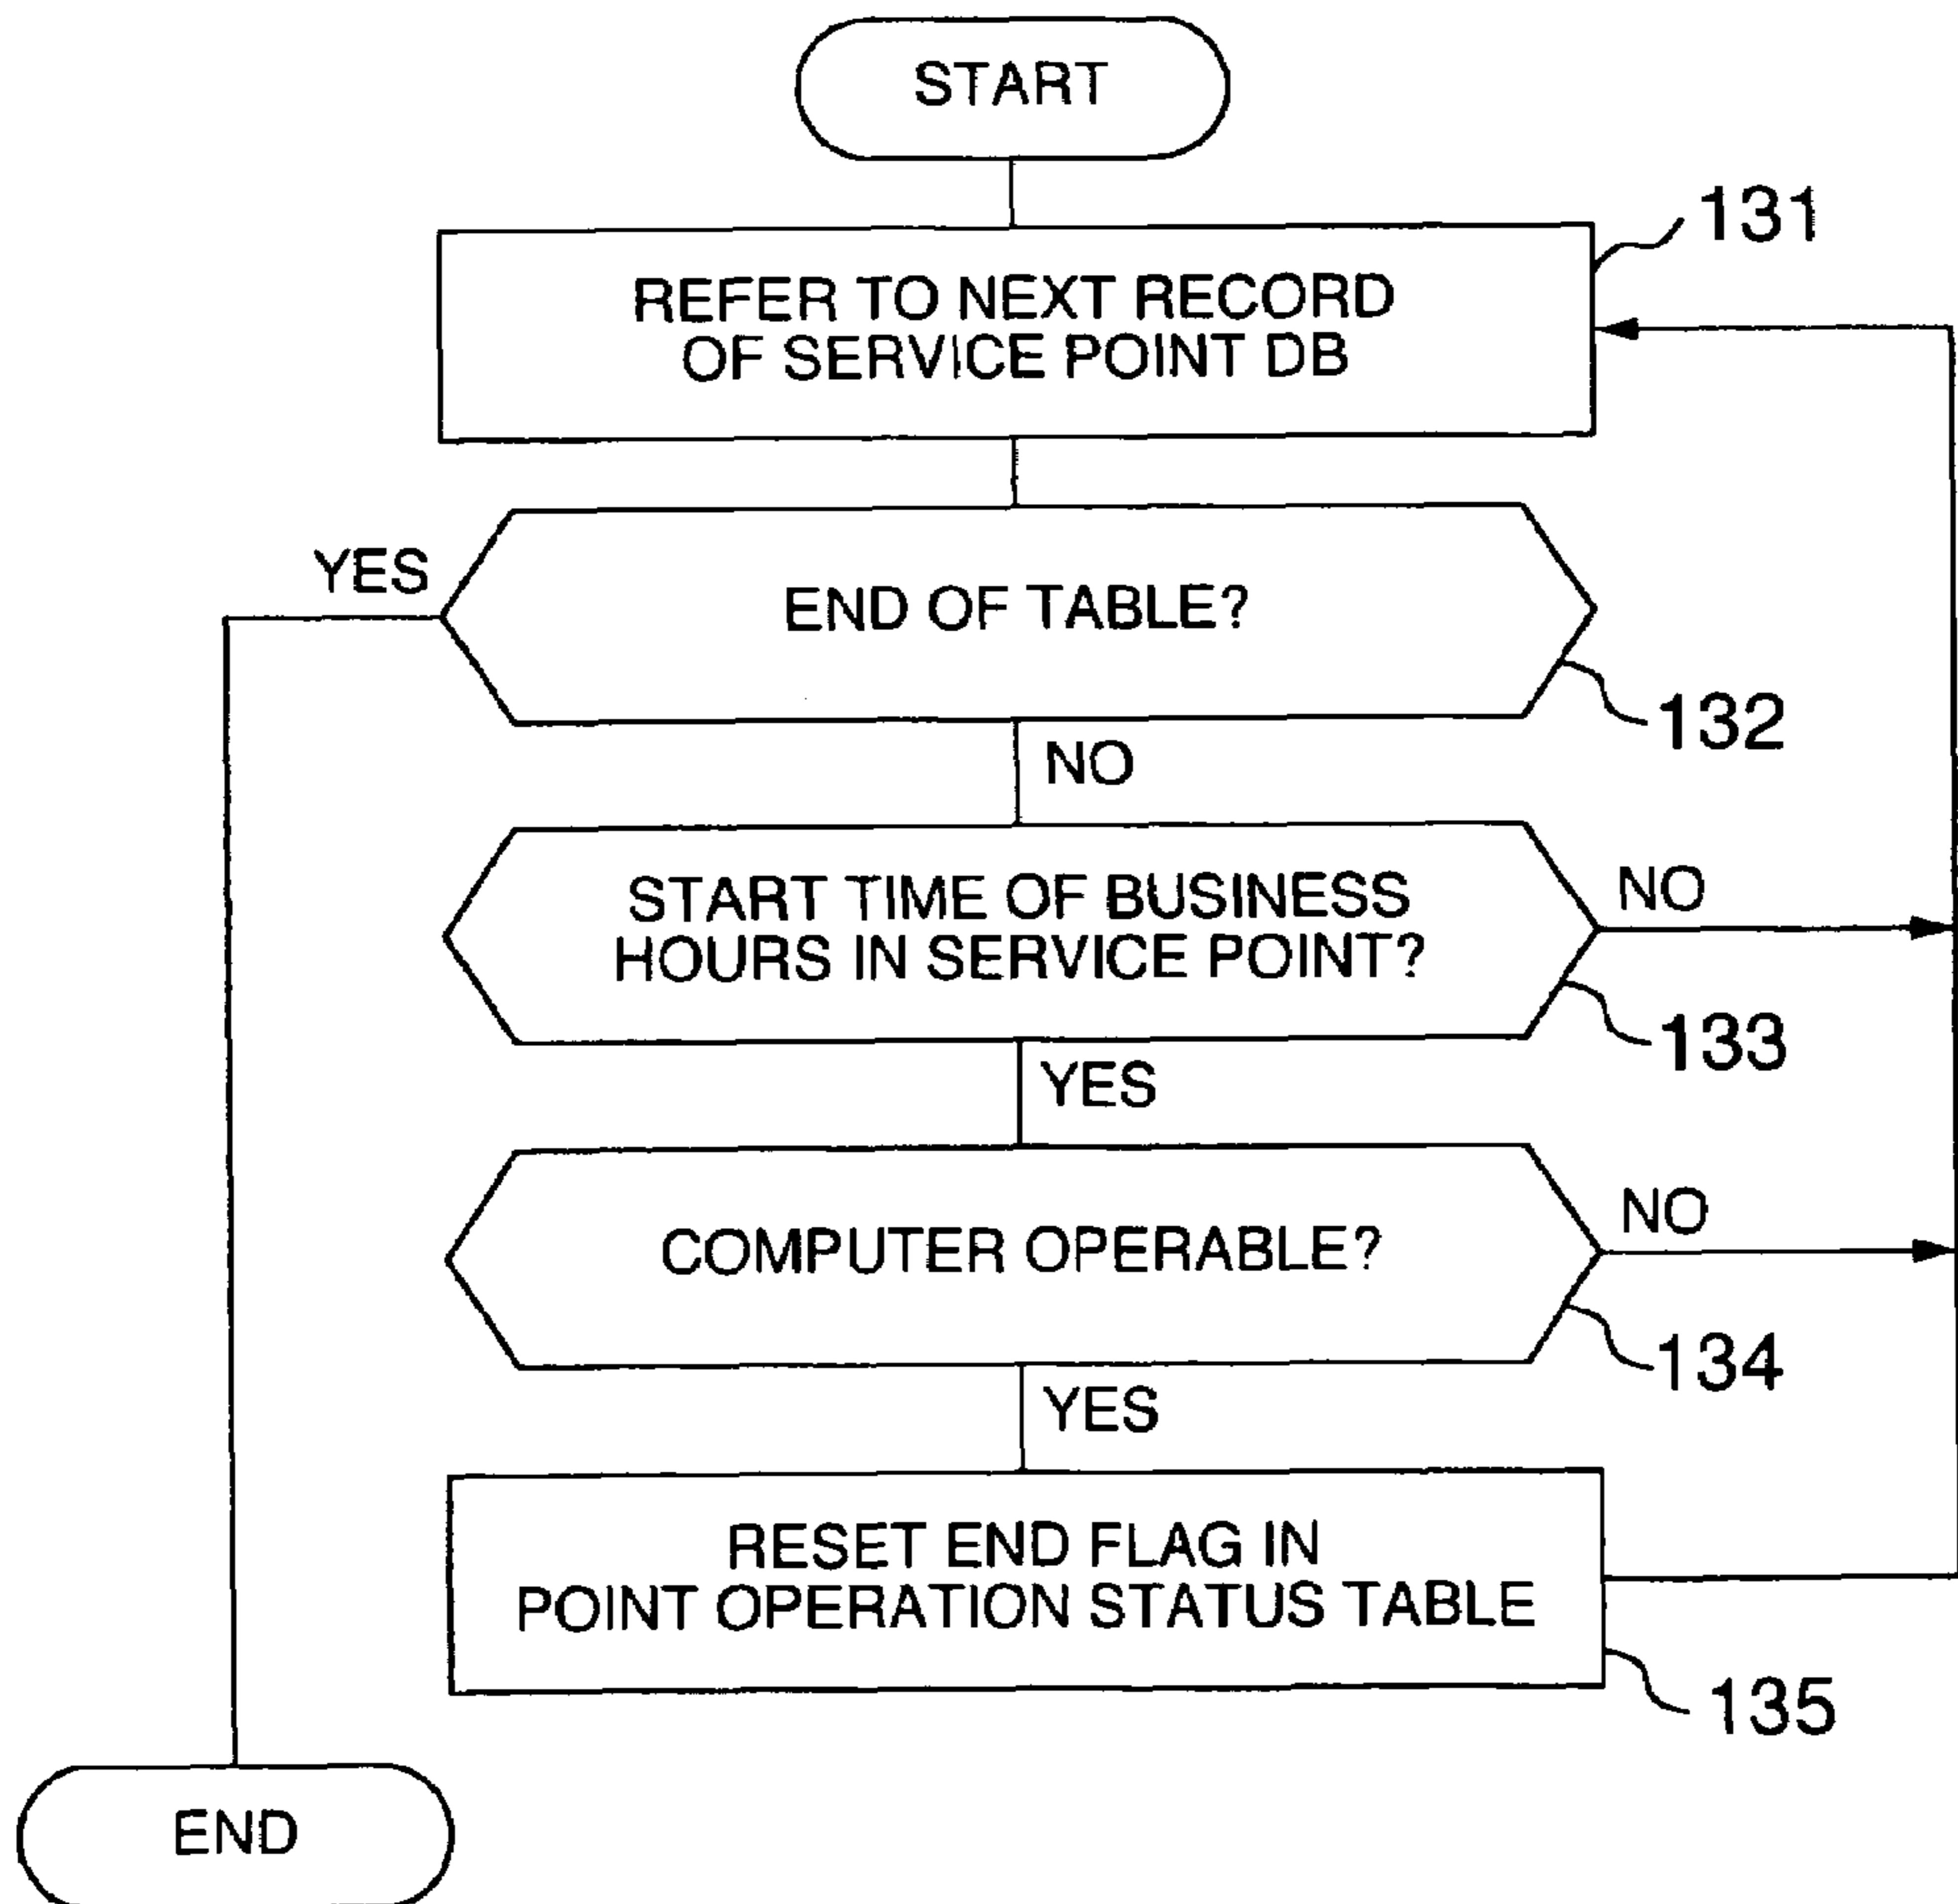 START
131
REFER TO NEXT RECORD
OF SERVICE POINT DB
YES
END OF TABLE?
132
NO
START TIME OF BUSINESS
HOURS IN SERVICE POINT?
NO
133
YES
COMPUTER OPERABLE?
NO
134
YES
RESET END FLAG IN
POINT OPERATION STATUS TABLE
135
END